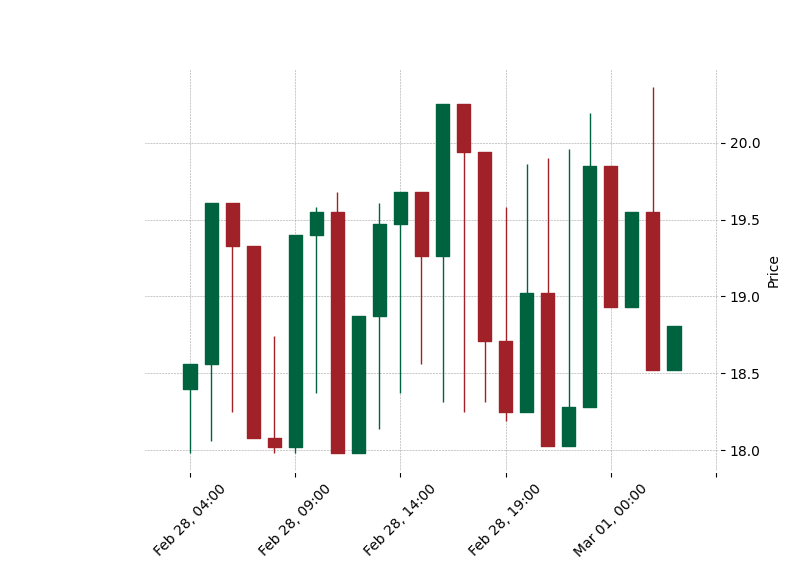 20.0
19.5
19.0
18.5
18.0
Price
Feb 28, 04:00
Feb 28, 09:00
Feb 28, 14:00
Feb 28, 19:00
Mar 01, 00:00